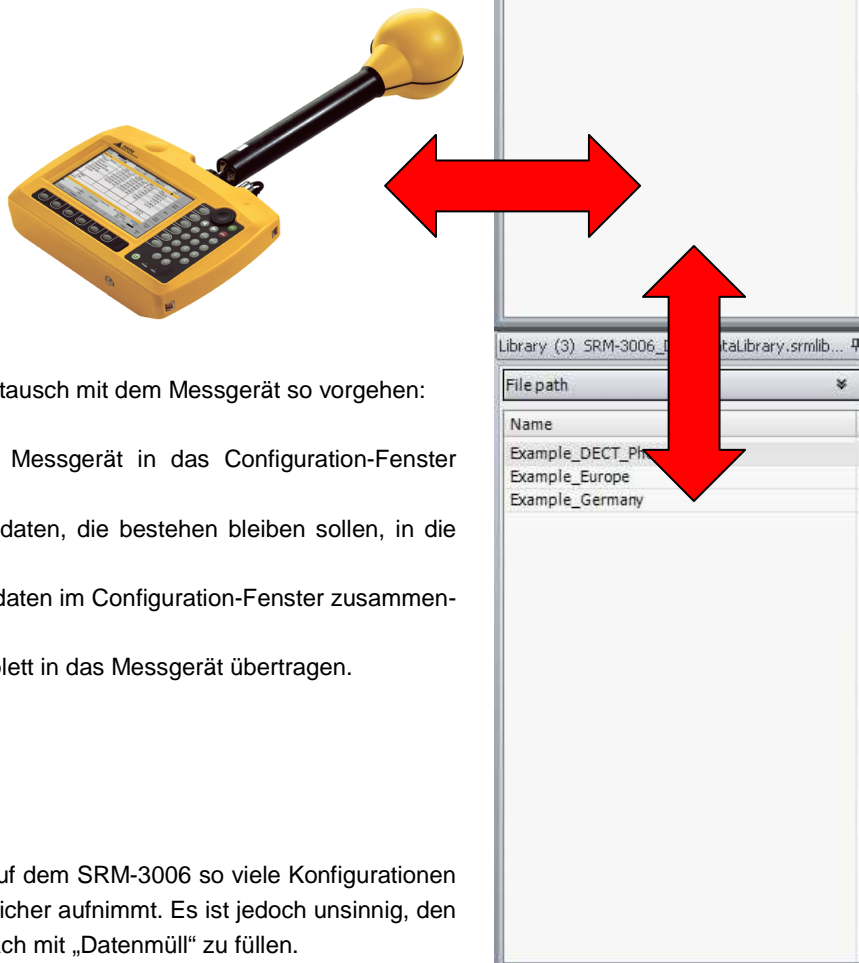 Library (3) SRM-3006_D taLibrary.srmlib...
File path
Name
Example_DECT_Ph
Example_Europe
Example_Germany
tausch mit dem Messgerät so vorgehen:
Messgerät in das Configuration-Fenster
daten, die bestehen bleiben sollen, in die
daten im Configuration-Fenster zusammen-
lett in das Messgerät übertragen.
uf dem SRM-3006 so viele Konfigurationen
icher aufnimmt. Es ist jedoch unsinnig, den
ach mit „Datenmüll“ zu füllen.